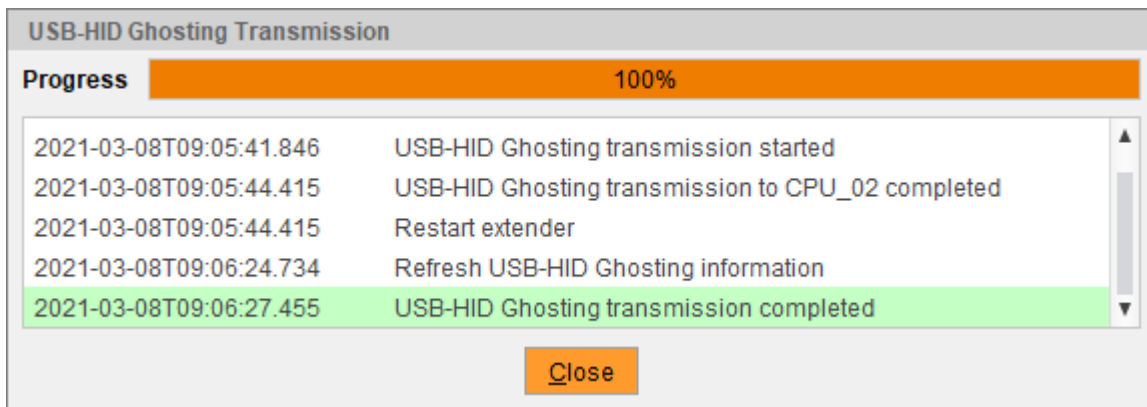 USB-HID Ghosting Transmission
Progress 100%
2021-03-08T09:05:41.846 USB-HID Ghosting transmission started
2021-03-08T09:05:44.415 USB-HID Ghosting transmission to CPU_02 completed
2021-03-08T09:05:44.415 Restart extender
2021-03-08T09:06:24.734 Refresh USB-HID Ghosting information
2021-03-08T09:06:27.455 USB-HID Ghosting transmission completed
Close